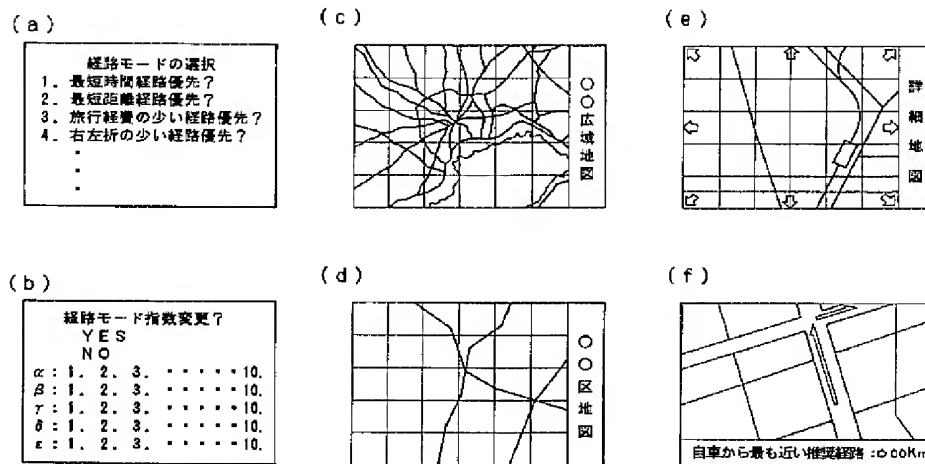 (a)
経路モードの選択
1. 最短時間経路優先?
2. 最短距離経路優先?
3. 旅行経費の少い経路優先?
4. 右左折の少い経路優先?
(b)
経路モード指数変更?
YES
NO
α:1. 2. 3. ・・・・・10.
β:1. 2. 3. ・・・・・10.
γ:1. 2. 3. ・・・・・10.
δ:1. 2. 3. ・・・・・10.
ε:1. 2. 3. ・・・・・10.
(c)
○○広域地図
(d)
○○区地図
(e)
詳細地図
(f)
自車から最も近い推奨経路: